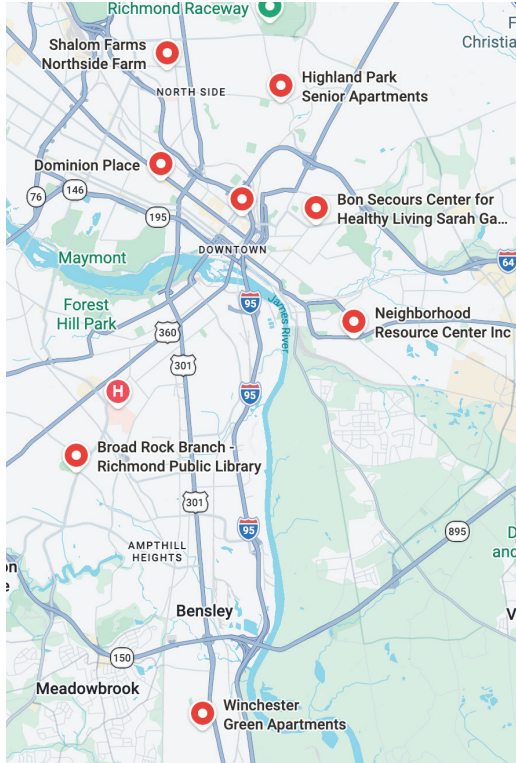 Richmond Raceway
F
Christia
Shalom Farms
Northside Farm
Highland Park
Senior Apartments
NORTH SIDE
Dominion Place
76
146
195
Bon Secours Center for
Healthy Living Sarah Ga...
DOWNTOWN
64
Maymont
Forest
Hill Park
95
James River
360
301
Neighborhood
Resource Center Inc
H
95
Broad Rock Branch -
Richmond Public Library
301
95
895
D
and
AMPTHILL
HEIGHTS
on
e
Bensley
V
150
Meadowbrook
Winchester
Green Apartments